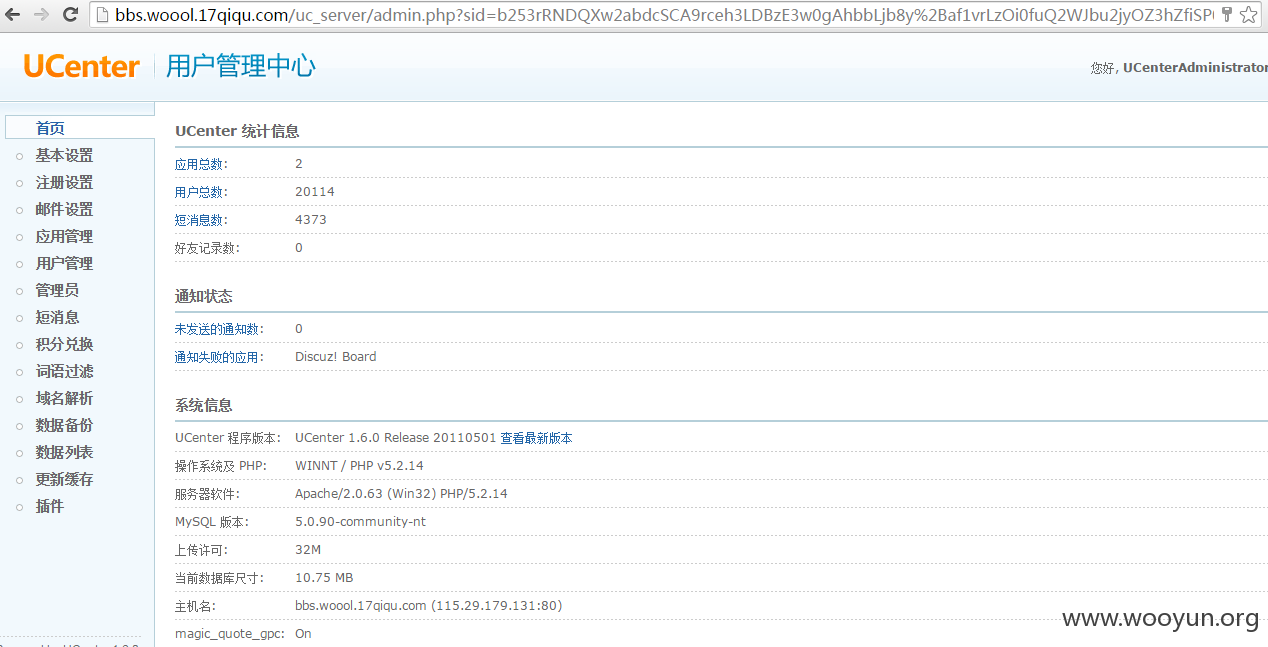 bbs.woool.17qiqu.com/uc_server/admin.php?sid=b253rRNDQXw2abdcSCA9rceh3LDBzE3w0gAhbbLjb8y%2Baf1vrLzOi0fuQ2WJbu2jyOZ3hZfiSP
UCenter 用户管理中心
您好, UCenterAdministrator
首页
基本设置
注册设置
邮件设置
应用管理
用户管理
管理员
短消息
积分兑换
词语过滤
域名解析
数据备份
数据列表
更新缓存
插件
UCenter 统计信息
应用总数: 2
用户总数: 20114
短消息数: 4373
好友记录数: 0
通知状态
未发送的通知数: 0
通知失败的应用: Discuz! Board
系统信息
UCenter 程序版本: UCenter 1.6.0 Release 20110501 查看最新版本
操作系统及 PHP: WINNT / PHP v5.2.14
服务器软件: Apache/2.0.63 (Win32) PHP/5.2.14
MySQL 版本: 5.0.90-community-nt
上传许可: 32M
当前数据库尺寸: 10.75 MB
主机名: bbs.woool.17qiqu.com (115.29.179.131:80)
magic_quote_gpc: On
www.wooyun.org